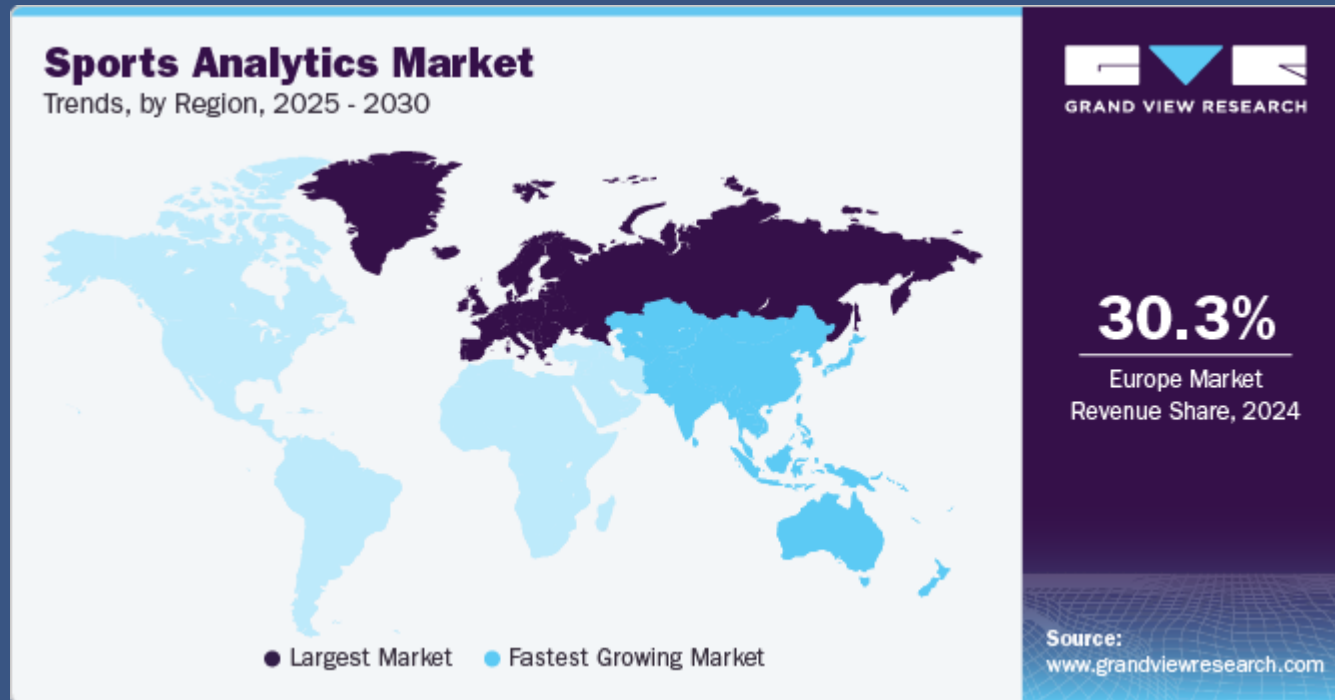 Sports Analytics Market
Trends, by Region, 2025 - 2030
GRAND VIEW RESEARCH
30.3%
Europe Market
Revenue Share, 2024
Largest Market
Fastest Growing Market
Source:
www.grandviewresearch.com